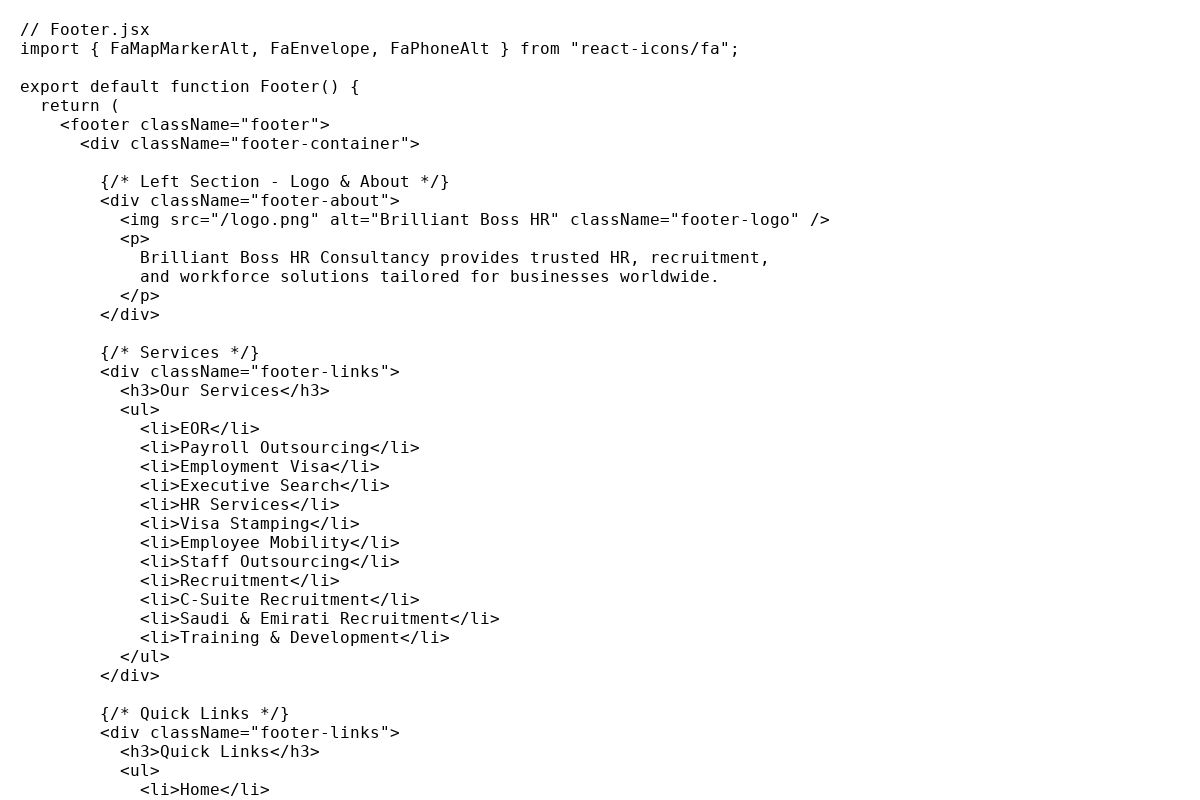 // Footer.jsx
import { FaMapMarkerAlt, FaEnvelope, FaPhoneAlt } from "react-icons/fa";

export default function Footer() {
  return (
    <footer className="footer">
      <div className="footer-container">

        {/* Left Section - Logo & About */}
        <div className="footer-about">
          <img src="/logo.png" alt="Brilliant Boss HR" className="footer-logo" />
          <p>
            Brilliant Boss HR Consultancy provides trusted HR, recruitment,
            and workforce solutions tailored for businesses worldwide.
          </p>
        </div>

        {/* Services */}
        <div className="footer-links">
          <h3>Our Services</h3>
          <ul>
            <li>EOR</li>
            <li>Payroll Outsourcing</li>
            <li>Employment Visa</li>
            <li>Executive Search</li>
            <li>HR Services</li>
            <li>Visa Stamping</li>
            <li>Employee Mobility</li>
            <li>Staff Outsourcing</li>
            <li>Recruitment</li>
            <li>C-Suite Recruitment</li>
            <li>Saudi & Emirati Recruitment</li>
            <li>Training & Development</li>
          </ul>
        </div>

        {/* Quick Links */}
        <div className="footer-links">
          <h3>Quick Links</h3>
          <ul>
            <li>Home</li>